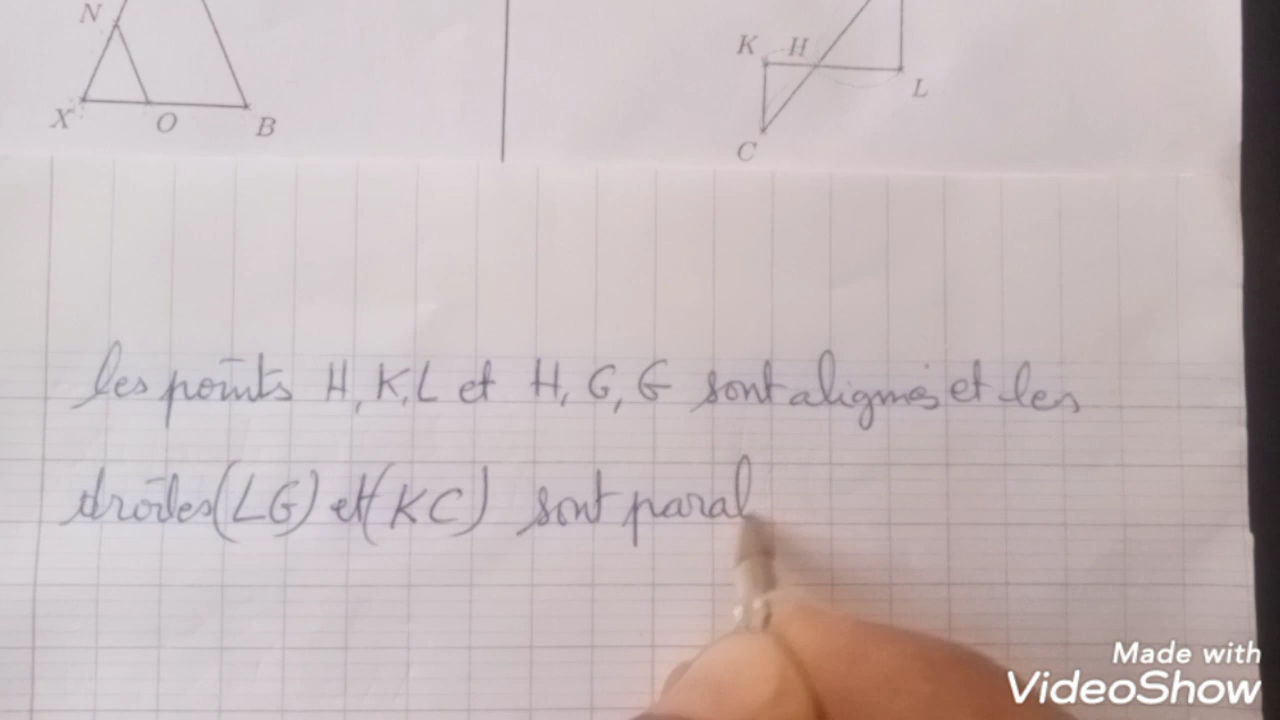 N
X O B
K H
L
C
les points H, K, L et H, G, G sont alignés et les
droites (LG) et (KC) sont paral
Made with
VideoShow